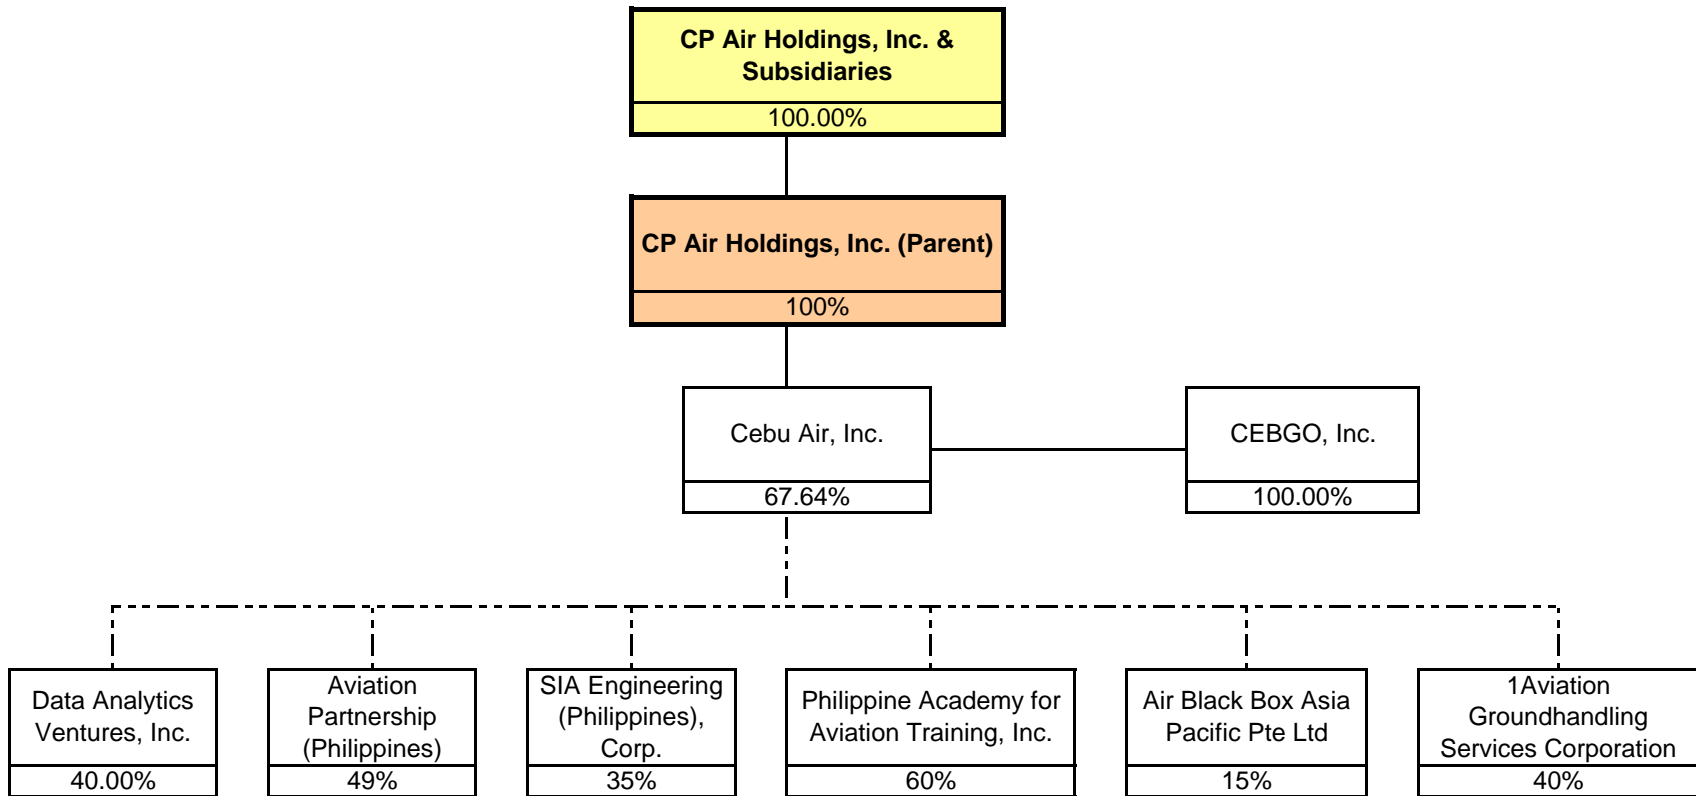 CP Air Holdings, Inc. &
Subsidiaries
100.00%
CP Air Holdings, Inc. (Parent)
100%
Cebu Air, Inc.
67.64%
CEBGO, Inc.
100.00%
Data Analytics
Ventures, Inc.
40.00%
Aviation
Partnership
(Philippines)
49%
SIA Engineering
(Philippines),
Corp.
35%
Philippine Academy for
Aviation Training, Inc.
60%
Air Black Box Asia
Pacific Pte Ltd
15%
1Aviation
Groundhandling
Services Corporation
40%